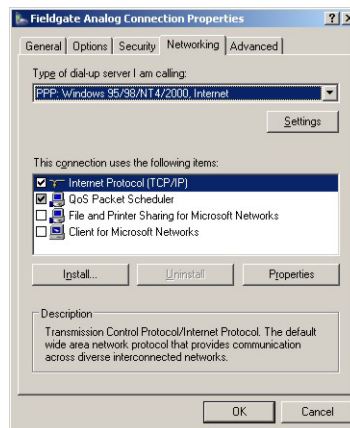 Fieldgate Analog Connection Properties
General Options Security Networking Advanced
Type of dial-up server I am calling:
PPP: Windows 95/98/NT4/2000, Internet
Settings
This connection uses the following items:
Internet Protocol (TCP/IP)
QoS Packet Scheduler
File and Printer Sharing for Microsoft Networks
Client for Microsoft Networks
Install... Uninstall Properties
Description
Transmission Control Protocol/Internet Protocol. The default
wide area network protocol that provides communication
across diverse interconnected networks.
OK Cancel